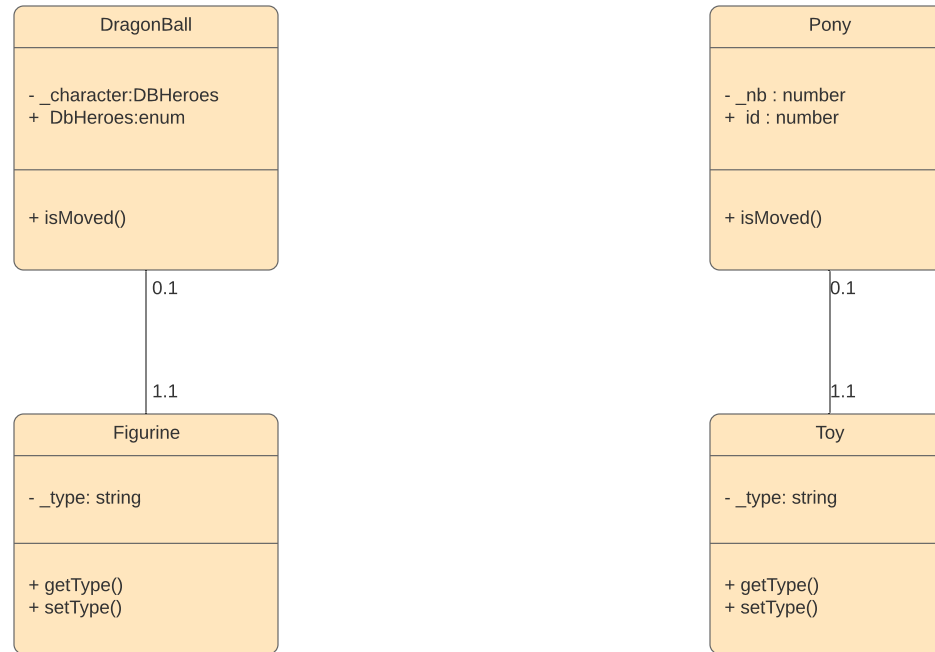 DragonBall
- _character:DBHeroes
+  DbHeroes:enum
+ isMoved()
0.1
1.1
Figurine
- _type: string
+ getType()
+ setType()
Pony
- _nb : number
+  id : number
+ isMoved()
0.1
1.1
Toy
- _type: string
+ getType()
+ setType()